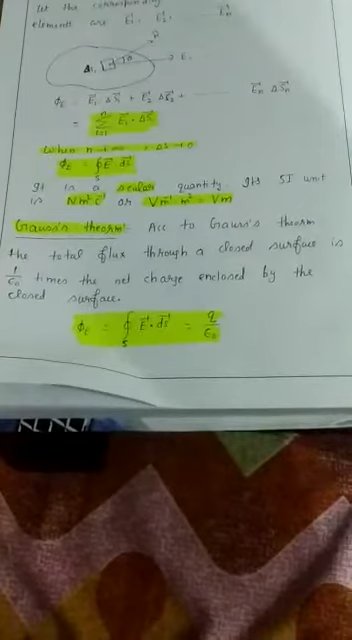 let the corresponding
elements are E⃗₁, E⃗₂, ........ E⃗ₙ
n̂
ΔS₁
E₁
ϕE = E⃗₁ ΔS⃗₁ + E⃗₂ ΔS⃗₂ + ........ E⃗ₙ ΔS⃗ₙ
= Σ E⃗ᵢ · ΔS⃗
i=1
When n → ∞ , ΔS → 0
ϕE = ∮ E⃗ ds⃗
S
It is a scalar quantity. Its SI unit
is Nm² C⁻¹ or Vm⁻¹ m² = Vm
Gauss's theorem Acc to Gauss's theorem
the total flux through a closed surface is
1/ε₀ times the net charge enclosed by the
closed surface.
ϕE = ∮ E⃗ · ds⃗ = q/ε₀
S